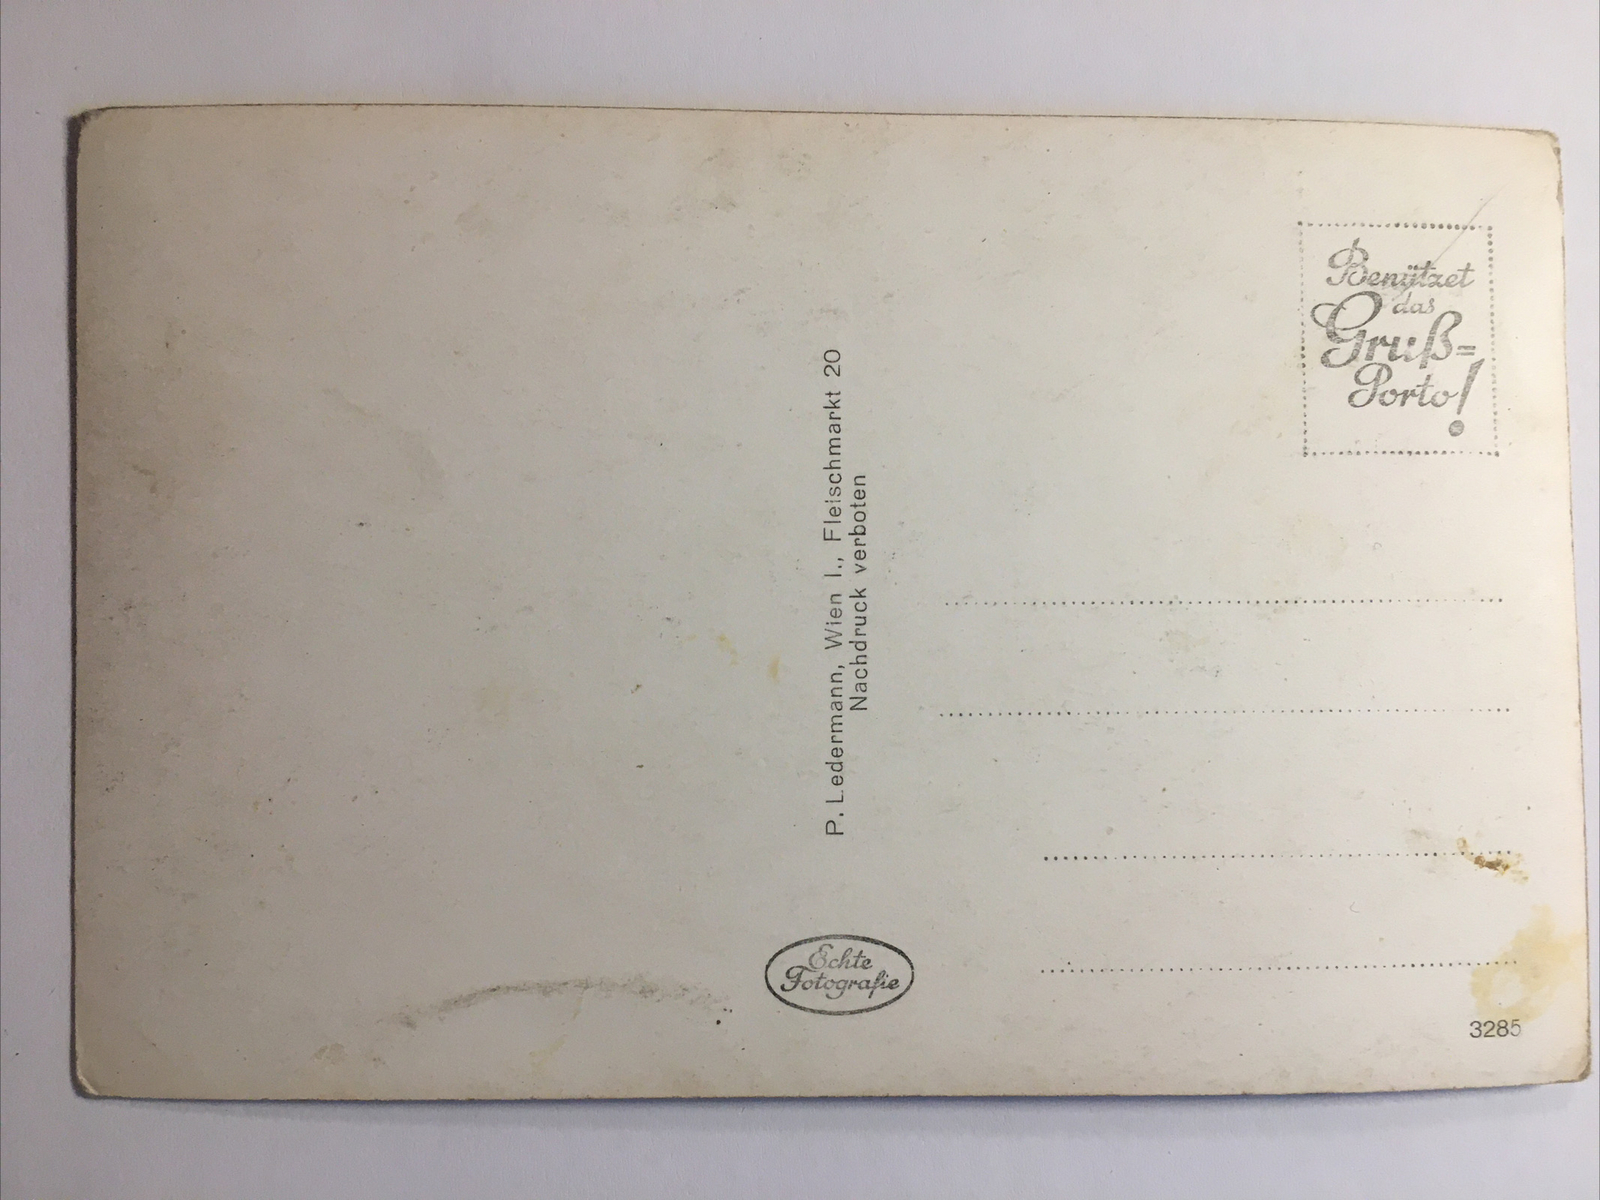 Benützet
das
Gruß=
Porto!
P. Ledermann, Wien I., Fleischmarkt 20
Nachdruck verboten
Echte
Fotografie
3285